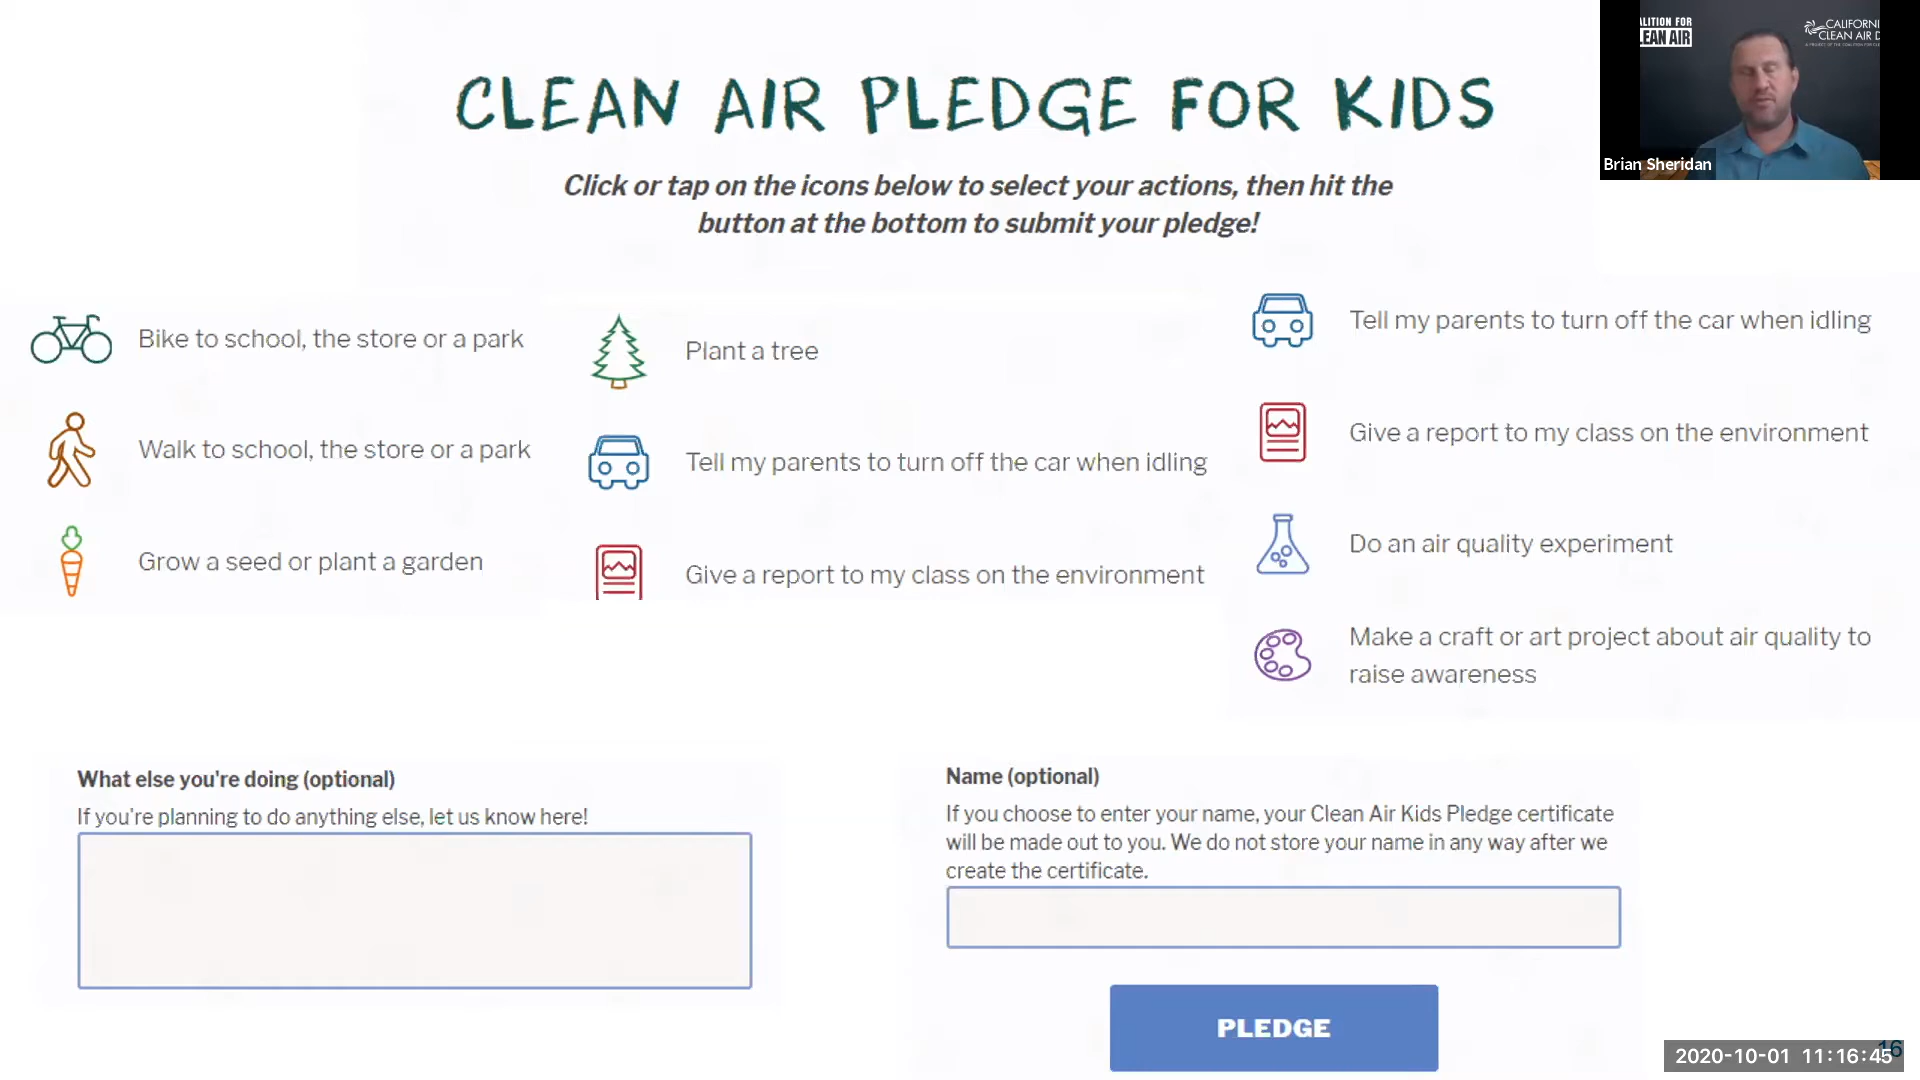 CLEAN AIR PLEDGE FOR KIDS
Click or tap on the icons below to select your actions, then hit the
button at the bottom to submit your pledge!
Bike to school, the store or a park
Walk to school, the store or a park
Grow a seed or plant a garden
Plant a tree
Tell my parents to turn off the car when idling
Give a report to my class on the environment
Tell my parents to turn off the car when idling
Give a report to my class on the environment
Do an air quality experiment
Make a craft or art project about air quality to
raise awareness
What else you're doing (optional)
If you're planning to do anything else, let us know here!
Name (optional)
If you choose to enter your name, your Clean Air Kids Pledge certificate
will be made out to you. We do not store your name in any way after we
create the certificate.
PLEDGE
LITION FOR
EAN AIR
CALIFORNI
CLEAN AIR D
Brian Sheridan
16
2020-10-01 11:16:45